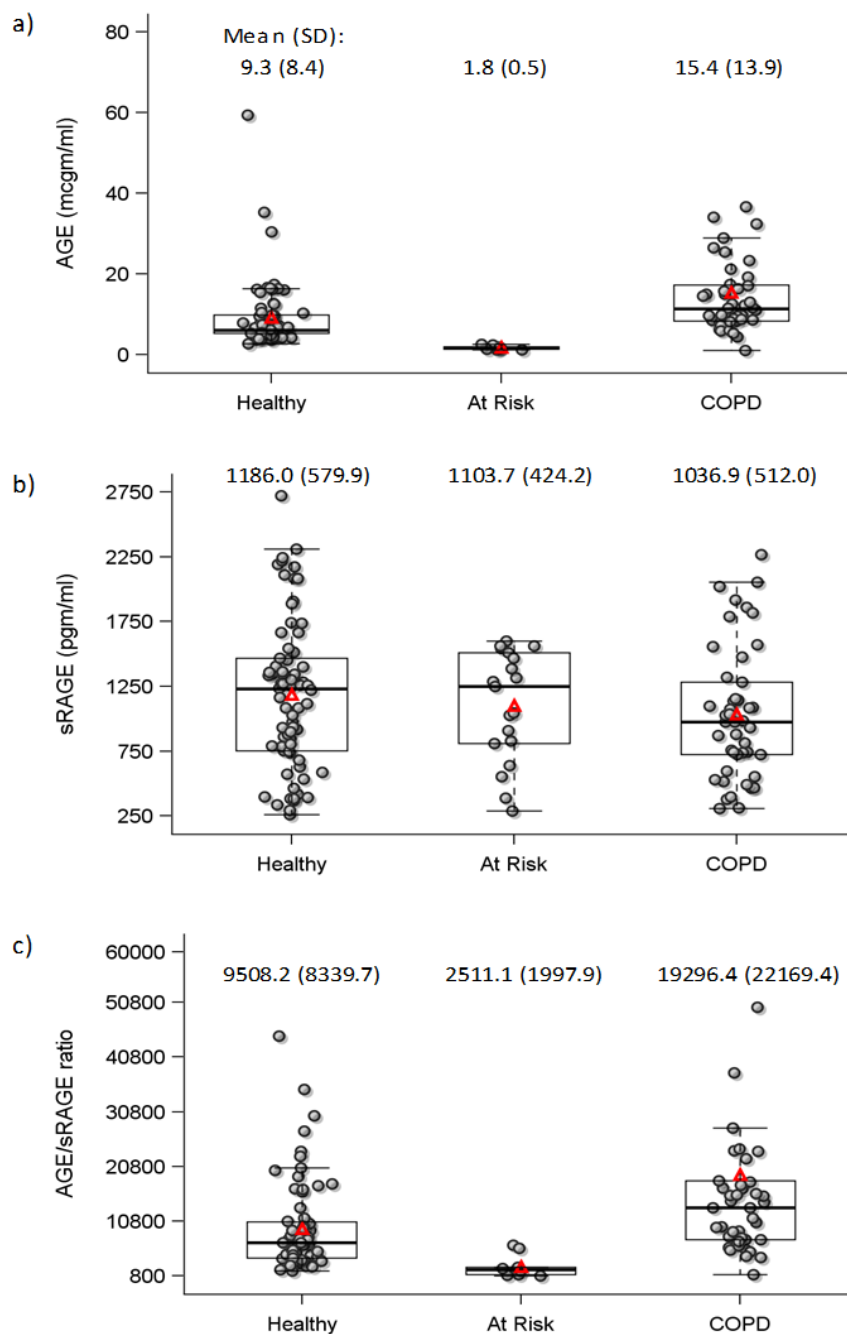 a)
Mean (SD):
9.3 (8.4) 1.8 (0.5) 15.4 (13.9)
AGE (mcgm/ml)
80
60
40
20
0
Healthy At Risk COPD
b)
1186.0 (579.9) 1103.7 (424.2) 1036.9 (512.0)
sRAGE (pgm/ml)
2750
2250
1750
1250
750
250
Healthy At Risk COPD
c)
9508.2 (8339.7) 2511.1 (1997.9) 19296.4 (22169.4)
AGE/sRAGE ratio
60000
50800
40800
30800
20800
10800
800
Healthy At Risk COPD